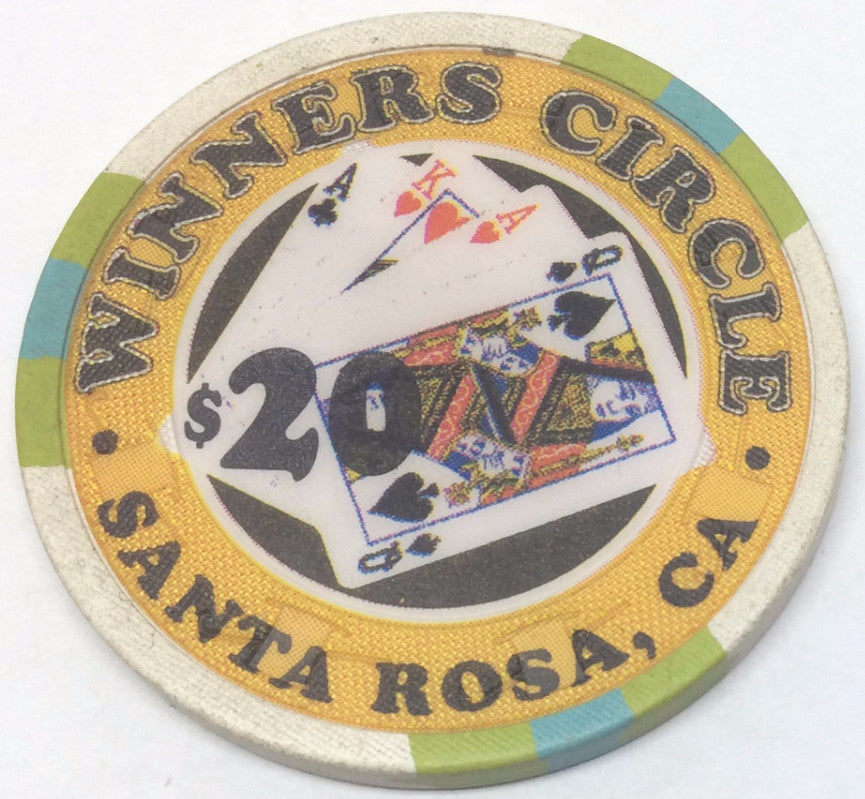 WINNERS CIRCLE
A
K
A
Q
$20
Q
• SANTA ROSA, CA •